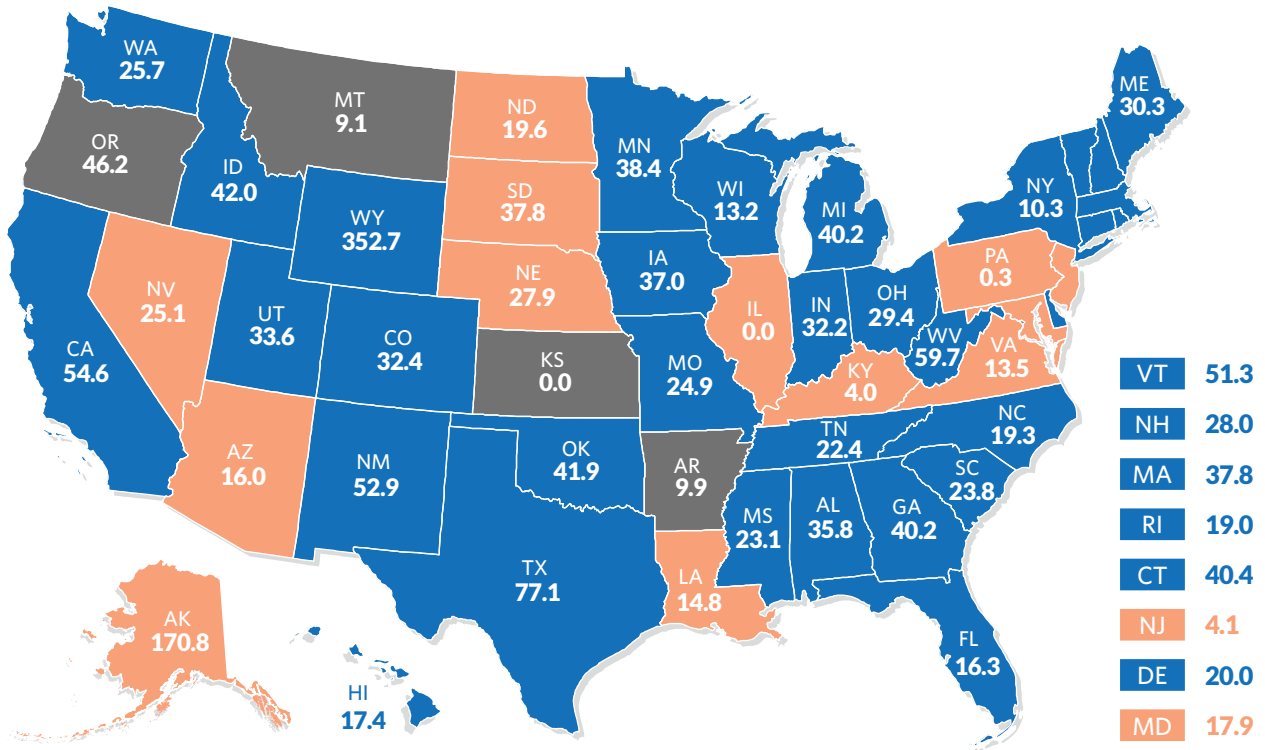 WA
25.7
MT
9.1
ND
19.6
MN
38.4
ME
30.3
OR
46.2
ID
42.0
WY
352.7
SD
37.8
WI
13.2
MI
40.2
NY
10.3
NV
25.1
UT
33.6
CO
32.4
NE
27.9
IA
37.0
IL
0.0
IN
32.2
OH
29.4
PA
0.3
CA
54.6
KS
0.0
MO
24.9
KY
4.0
WV
59.7
VA
13.5
AZ
16.0
NM
52.9
OK
41.9
AR
9.9
TN
22.4
NC
19.3
SC
23.8
MS
23.1
AL
35.8
GA
40.2
TX
77.1
LA
14.8
FL
16.3
AK
170.8
HI
17.4
VT 51.3
NH 28.0
MA 37.8
RI 19.0
CT 40.4
NJ 4.1
DE 20.0
MD 17.9